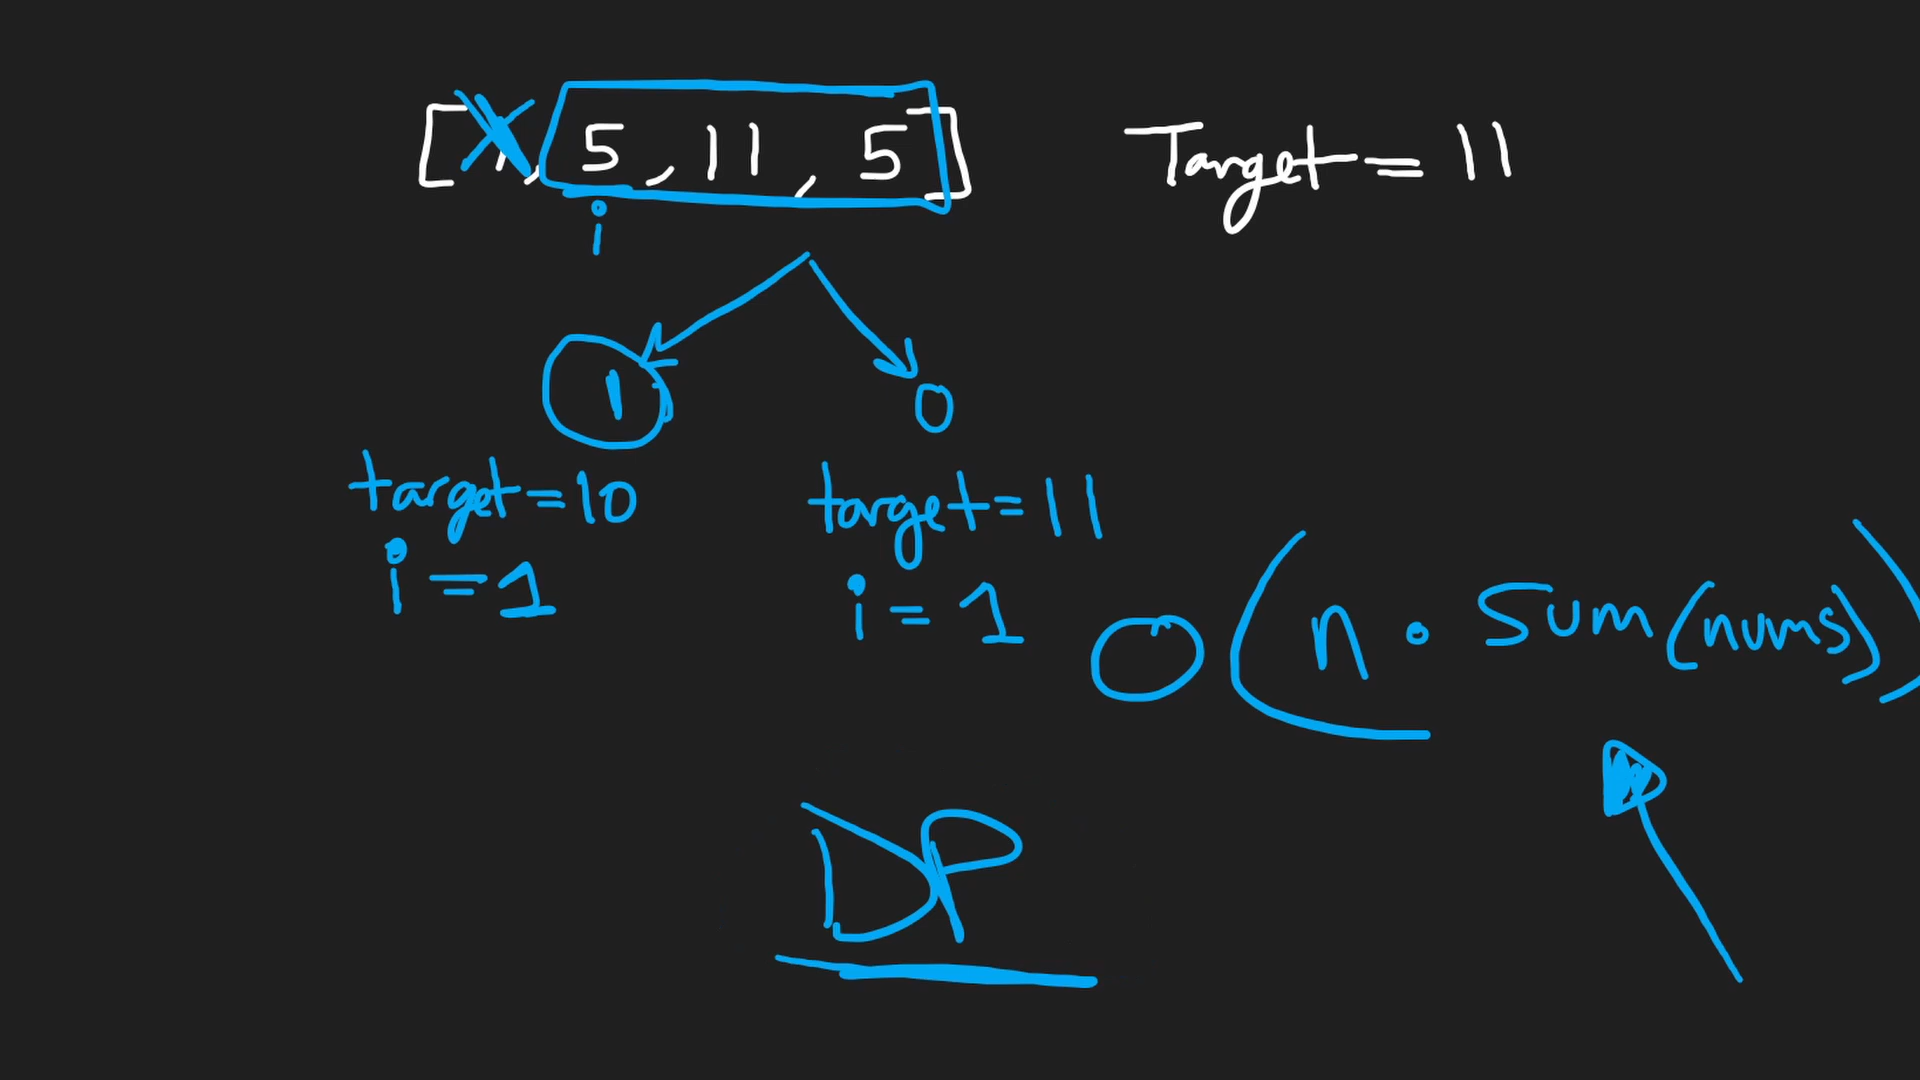 [ 1, 5, 11, 5 ] Target = 11
i
1 0
target = 10 target = 11
i = 1 i = 1
O(n · sum(nums))
DP